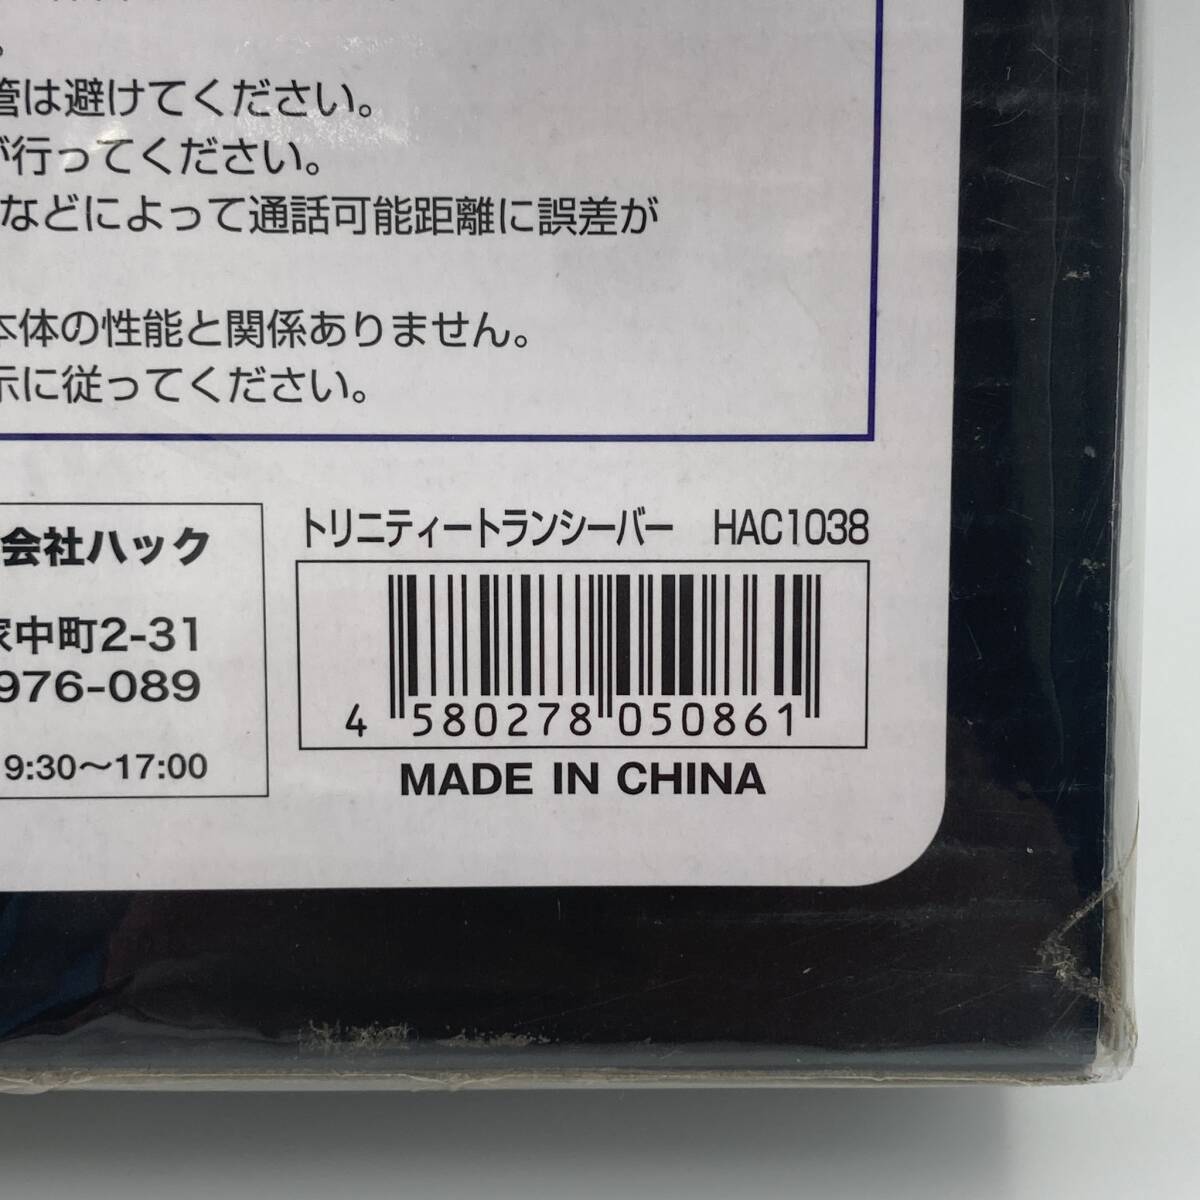 。
管は避けてください。
が行ってください。
などによって通話可能距離に誤差が
本体の性能と関係ありません。
示に従ってください。
会社ハック
家中町2-31
976-089
9:30〜17:00
トリニティートランシーバー HAC1038
4 580278 050861
MADE IN CHINA